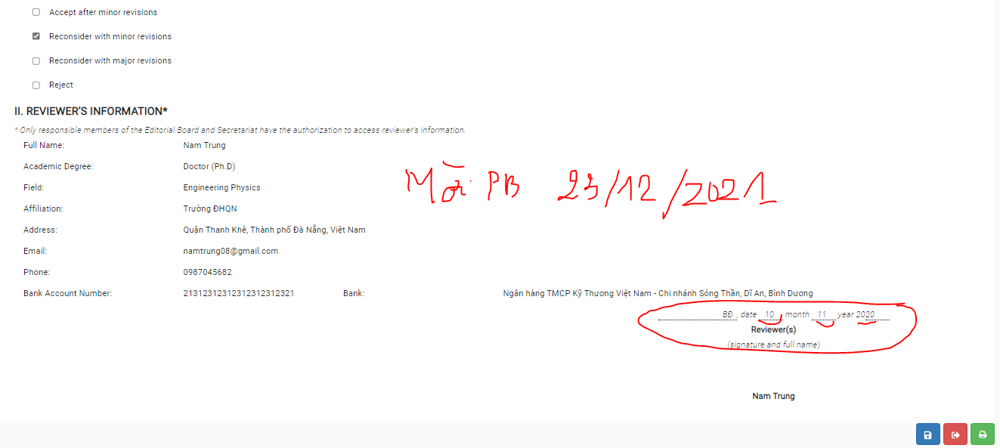 Accept after minor revisions
Reconsider with minor revisions
Reconsider with major revisions
Reject
II. REVIEWER'S INFORMATION*
* Only responsible members of the Editorial Board and Secretariat have the authorization to access reviewer's information.
Full Name: Nam Trung
Academic Degree: Doctor (Ph.D)
Mời PB 23/12/2021
Field: Engineering Physics
Affiliation: Trường ĐHQN
Address: Quận Thanh Khê, Thành phố Đà Nẵng, Việt Nam
Email: namtrung08@gmail.com
Phone: 0987045682
Bank Account Number: 21312312312312312312321 Bank: Ngân hàng TMCP Kỹ Thương Việt Nam - Chi nhánh Sóng Thần, Dĩ An, Bình Dương
BĐ , date 10 , month 11 year 2020
Reviewer(s)
(signature and full name)
Nam Trung